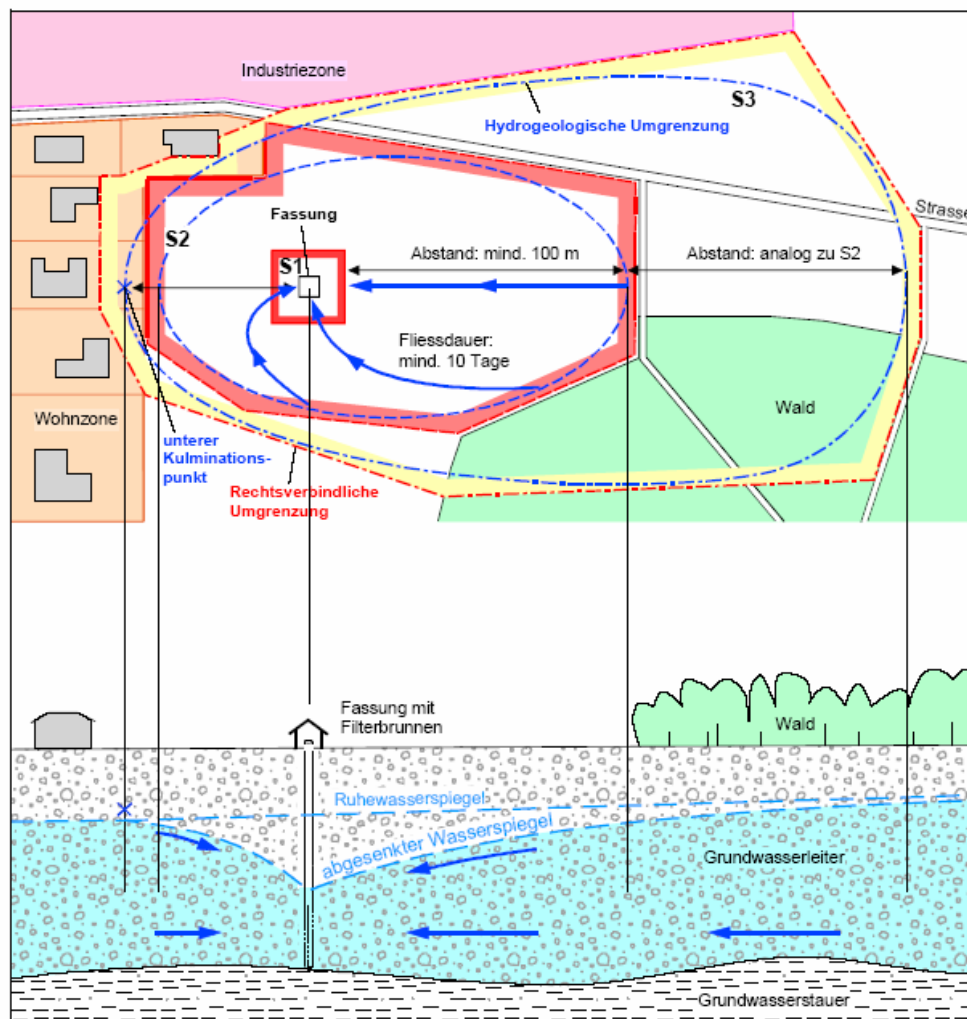 Industriezone
S3
Hydrogeologische Umgrenzung
Strasse
Fassung
S2
S1
Abstand: mind. 100 m
Abstand: analog zu S2
Fliessdauer:
mind. 10 Tage
Wald
Wohnzone
unterer
Kulminations-
punkt
Rechtsverbindliche
Umgrenzung
Fassung mit
Filterbrunnen
Wald
Ruhewasserspiegel
abgesenkter Wasserspiegel
Grundwasserleiter
Grundwasserstauer